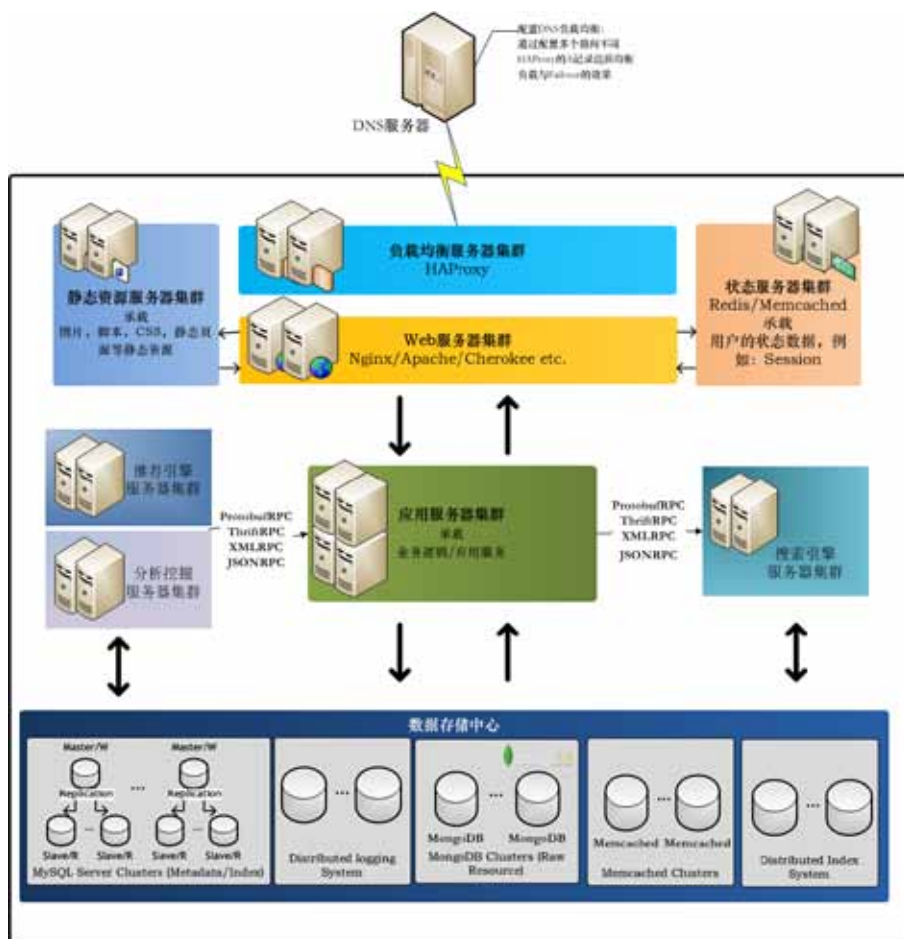 配置DNS负载均衡:
通过配置多个指向不同
HAProxy的A记录达到均衡
负载与Failover的效果
DNS服务器
负载均衡服务器集群
HAProxy
静态资源服务器集群
承载
图片，脚本，CSS，静态页
面等静态资源
Web服务器集群
Nginx/Apache/Cherokee etc.
状态服务器集群
Redis/Memcached
承载
用户的状态数据，例
如：Session
推荐引擎
服务器集群
分析挖掘
服务器集群
ProtobufRPC
ThriftRPC
XMLRPC
JSONRPC
应用服务器集群
承载
业务逻辑/应用服务
ProtobufRPC
ThriftRPC
XMLRPC
JSONRPC
搜索引擎
服务器集群
数据存储中心
Master/W
Master/W
...
Replication
Replication
...
...
Slave/R
Slave/R
Slave/R
Slave/R
MySQL Server Clusters (Metadata/Index)
...
Distributed logging
System
...
MongoDB
MongoDB
MongoDB Clusters (Raw
Resource)
...
Memcached
Memcached
Memcached Clusters
...
Distributed Index
System